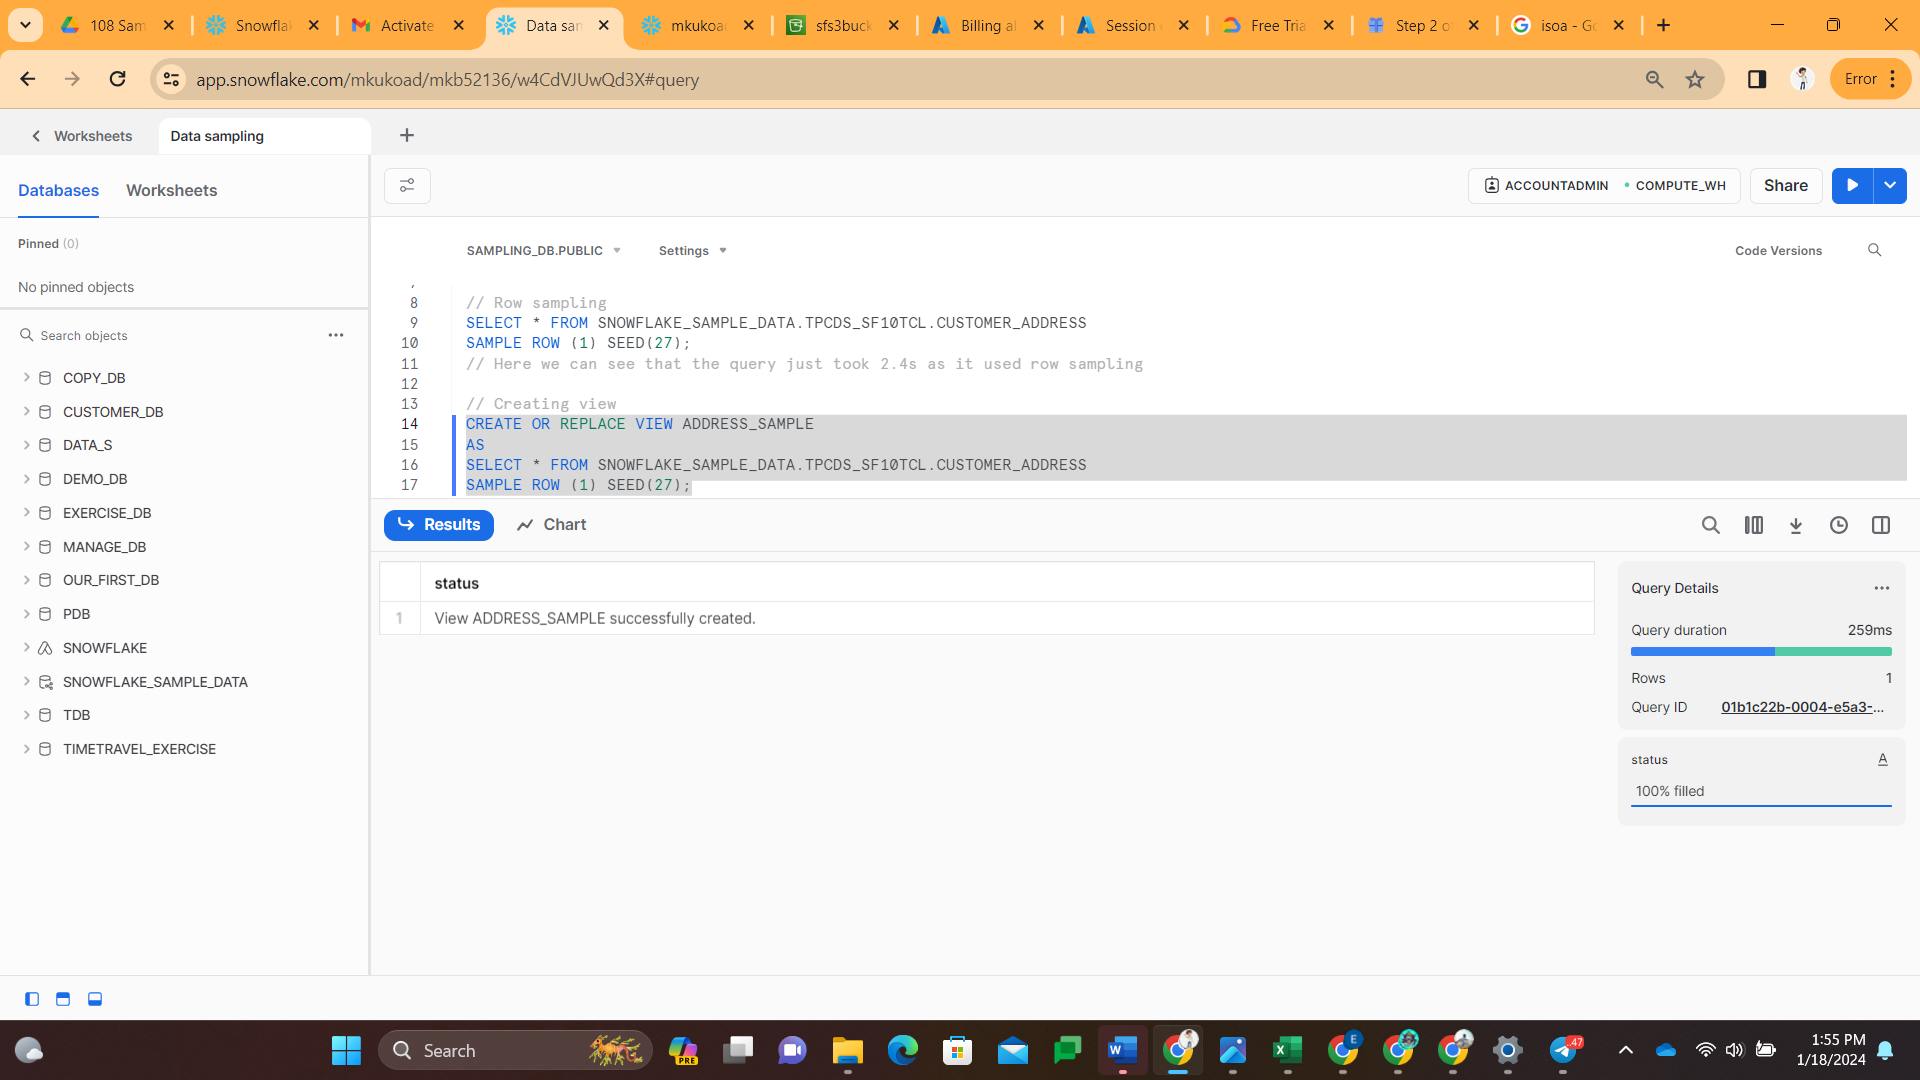 108 Sam
Snowflak
Activate
Data sam
mkukoad
sfs3buck
Billing al
Session
Free Tria
Step 2 o
isoa - Go
app.snowflake.com/mkukoad/mkb52136/w4CdVJUwQd3X#query
Error
Worksheets
Data sampling
Databases
Worksheets
ACCOUNTADMIN
COMPUTE_WH
Share
Pinned (0)
No pinned objects
Search objects
COPY_DB
CUSTOMER_DB
DATA_S
DEMO_DB
EXERCISE_DB
MANAGE_DB
OUR_FIRST_DB
PDB
SNOWFLAKE
SNOWFLAKE_SAMPLE_DATA
TDB
TIMETRAVEL_EXERCISE
SAMPLING_DB.PUBLIC
Settings
Code Versions
8 // Row sampling
9 SELECT * FROM SNOWFLAKE_SAMPLE_DATA.TPCDS_SF10TCL.CUSTOMER_ADDRESS
10 SAMPLE ROW (1) SEED(27);
11 // Here we can see that the query just took 2.4s as it used row sampling
12
13 // Creating view
14 CREATE OR REPLACE VIEW ADDRESS_SAMPLE
15 AS
16 SELECT * FROM SNOWFLAKE_SAMPLE_DATA.TPCDS_SF10TCL.CUSTOMER_ADDRESS
17 SAMPLE ROW (1) SEED(27);
Results
Chart
status
1 View ADDRESS_SAMPLE successfully created.
Query Details
Query duration 259ms
Rows 1
Query ID 01b1c22b-0004-e5a3-...
status A
100% filled
Search
PRE
W
X
E
47
1:55 PM
1/18/2024